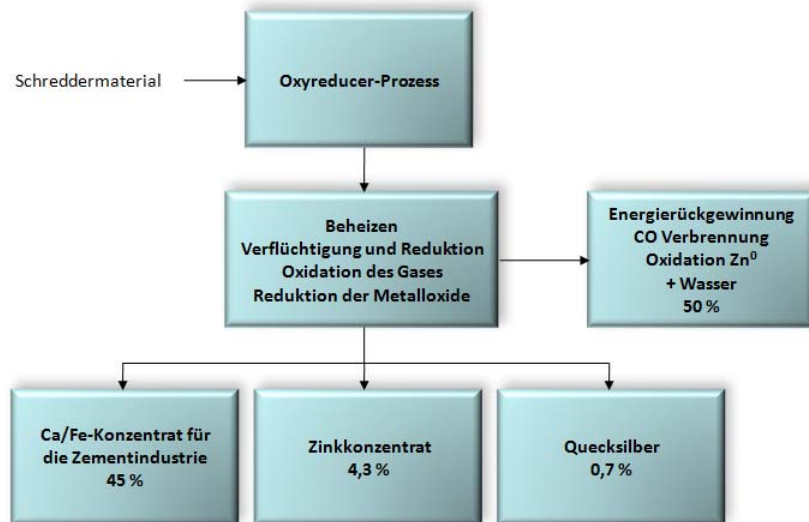 Schreddermaterial
Oxyreducer-Prozess
Beheizen
Verflüchtigung und Reduktion
Oxidation des Gases
Reduktion der Metalloxide
Energierückgewinnung
CO Verbrennung
Oxidation Zn⁰
+ Wasser
50 %
Ca/Fe-Konzentrat für
die Zementindustrie
45 %
Zinkkonzentrat
4,3 %
Quecksilber
0,7 %